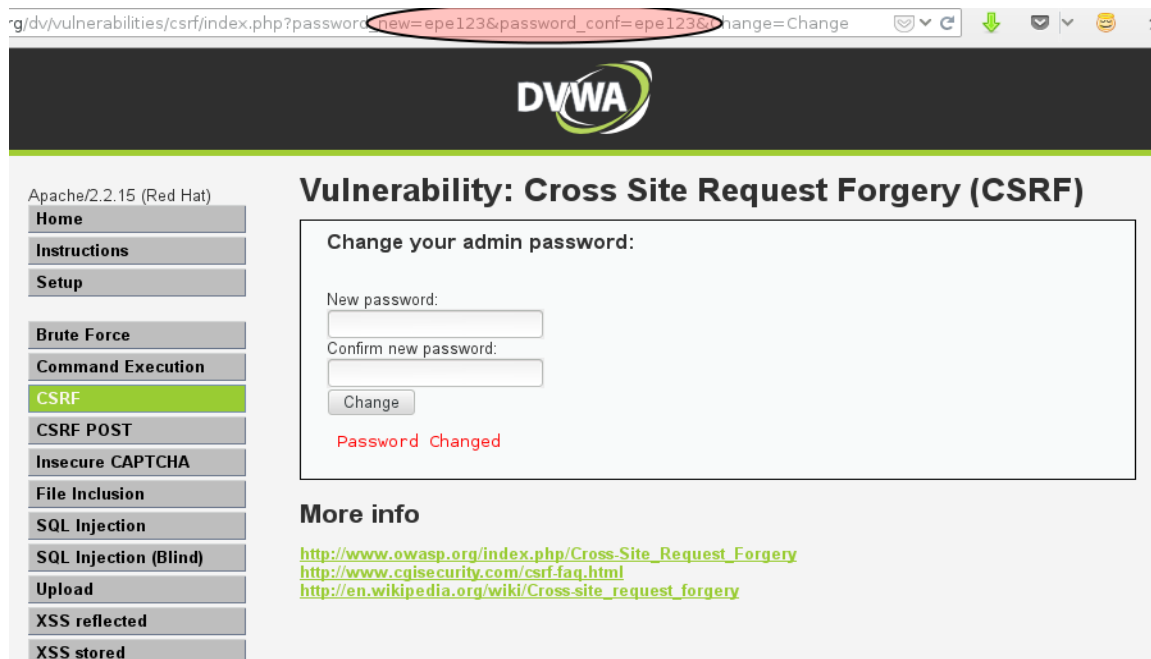 rg/dv/vulnerabilities/csrf/index.php?password_new=epe123&password_conf=epe123&Change=Change
DVWA
Apache/2.2.15 (Red Hat)
Home
Instructions
Setup
Brute Force
Command Execution
CSRF
CSRF POST
Insecure CAPTCHA
File Inclusion
SQL Injection
SQL Injection (Blind)
Upload
XSS reflected
XSS stored
Vulnerability: Cross Site Request Forgery (CSRF)
Change your admin password:
New password:
Confirm new password:
Change
Password Changed
More info
http://www.owasp.org/index.php/Cross-Site_Request_Forgery
http://www.cgisecurity.com/csrf-faq.html
http://en.wikipedia.org/wiki/Cross-site_request_forgery